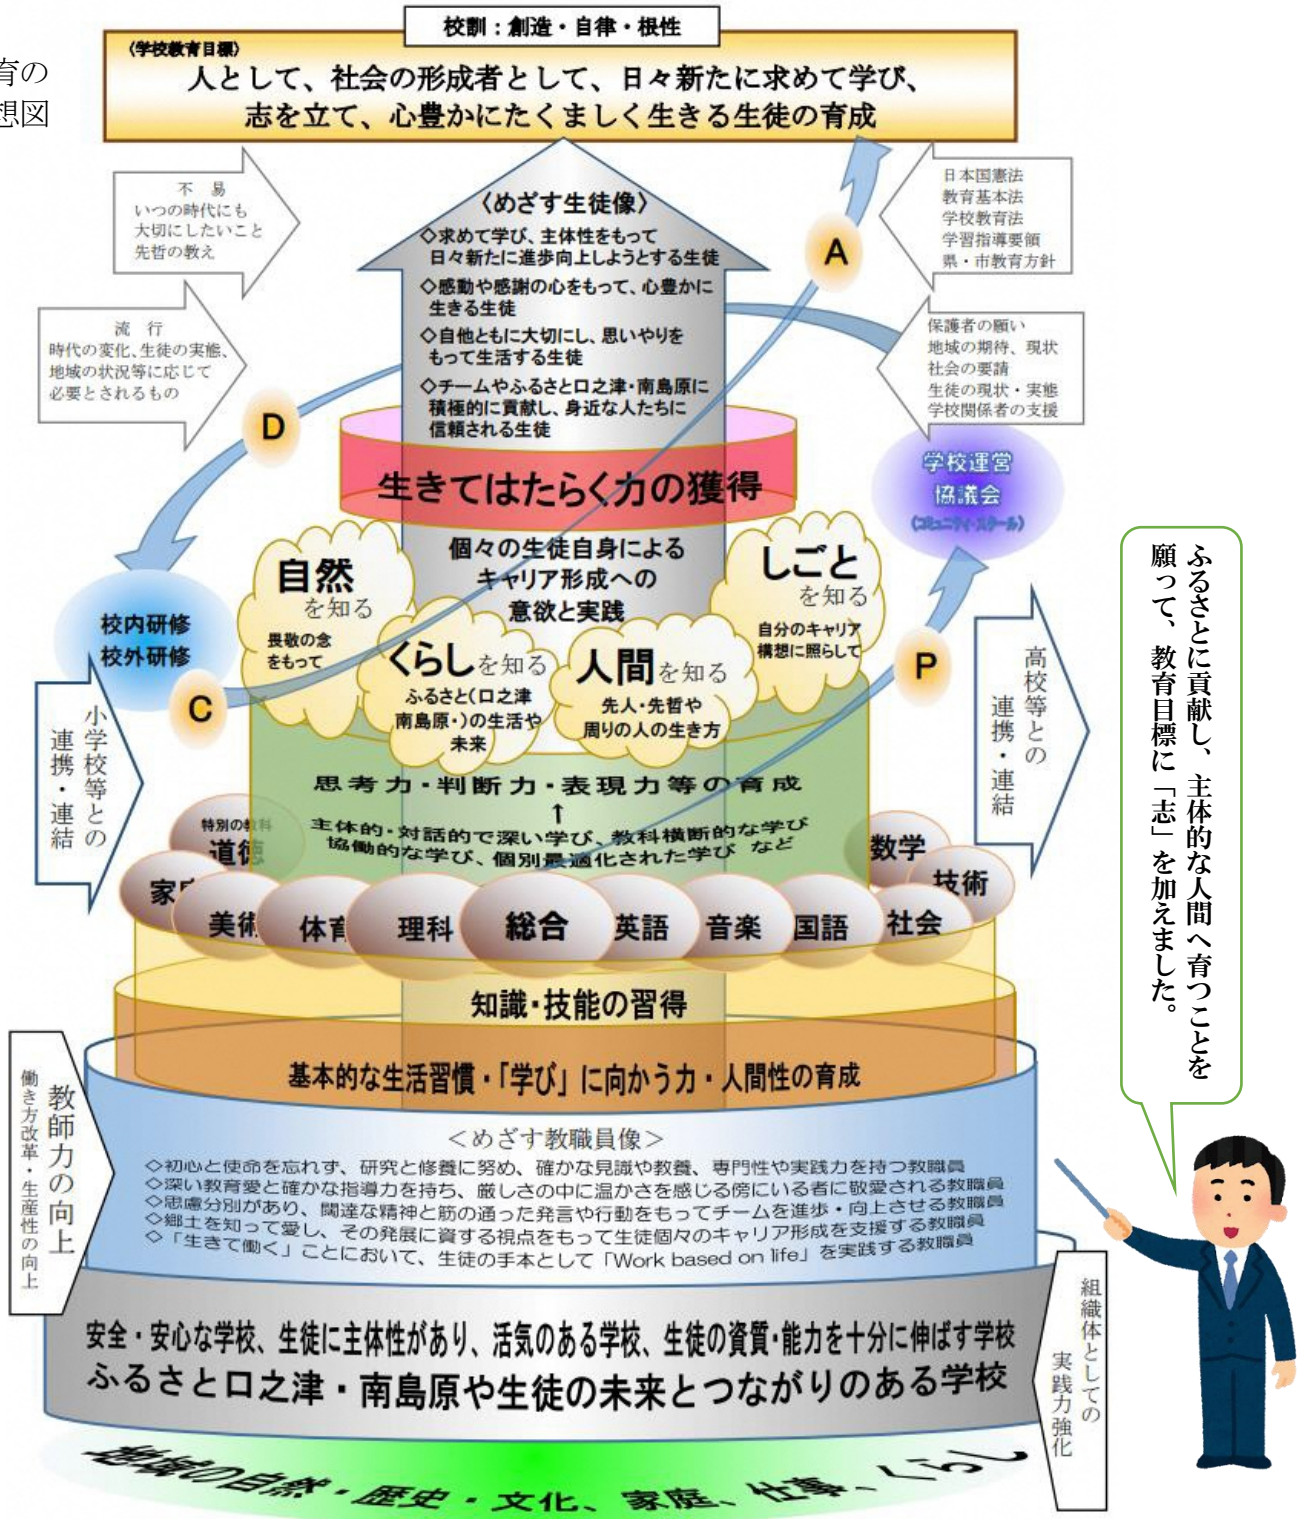 育の
想図
校訓：創造・自律・根性
〈学校教育目標〉
人として、社会の形成者として、日々新たに求めて学び、
志を立て、心豊かにたくましく生きる生徒の育成
不　易
いつの時代にも
大切にしたいこと
先哲の教え
流　行
時代の変化、生徒の実態、
地域の状況等に応じて
必要とされるもの
日本国憲法
教育基本法
学校教育法
学習指導要領
県・市教育方針
保護者の願い
地域の期待、現状
社会の要請
生徒の現状・実態
学校関係者の支援
〈めざす生徒像〉
◇求めて学び、主体性をもって
日々新たに進歩向上しようとする生徒
◇感動や感謝の心をもって、心豊かに
生きる生徒
◇自他ともに大切にし、思いやりを
もって生活する生徒
◇チームやふるさと口之津・南島原に
積極的に貢献し、身近な人たちに
信頼される生徒
A
D
生きてはたらく力の獲得
学校運営
協議会
(コミュニティ・スクール)
個々の生徒自身による
キャリア形成への
意欲と実践
自然
を知る
畏敬の念
をもって
くらしを知る
ふるさと(口之津
南島原・)の生活や
未来
人間を知る
先人・先哲や
周りの人の生き方
しごと
を知る
自分のキャリア
構想に照らして
校内研修
校外研修
C
P
小学校等との
連携・連結
高校等との
連携・連結
思考力・判断力・表現力等の育成
↑
主体的・対話的で深い学び、教科横断的な学び
協働的な学び、個別最適化された学び など
特別の教科
道徳
数学
技術
家庭
美術
体育
理科
総合
英語
音楽
国語
社会
知識・技能の習得
基本的な生活習慣・「学び」に向かう力・人間性の育成
＜めざす教職員像＞
◇初心と使命を忘れず、研究と修養に努め、確かな見識や教養、専門性や実践力を持つ教職員
◇深い教育愛と確かな指導力を持ち、厳しさの中に温かさを感じる傍にいる者に敬愛される教職員
◇思慮分別があり、闊達な精神と筋の通った発言や行動をもってチームを進歩・向上させる教職員
◇郷土を知って愛し、その発展に資する視点をもって生徒個々のキャリア形成を支援する教職員
◇「生きて働く」ことにおいて、生徒の手本として「Work based on life」を実践する教職員
教師力の向上
働き方改革・生産性の向上
組織体としての
実践力強化
安全・安心な学校、生徒に主体性があり、活気のある学校、生徒の資質・能力を十分に伸ばす学校
ふるさと口之津・南島原や生徒の未来とつながりのある学校
地域の自然・歴史・文化、家庭、仕事、くらし
ふるさとに貢献し、主体的な人間へ育つことを
願って、教育目標に「志」を加えました。